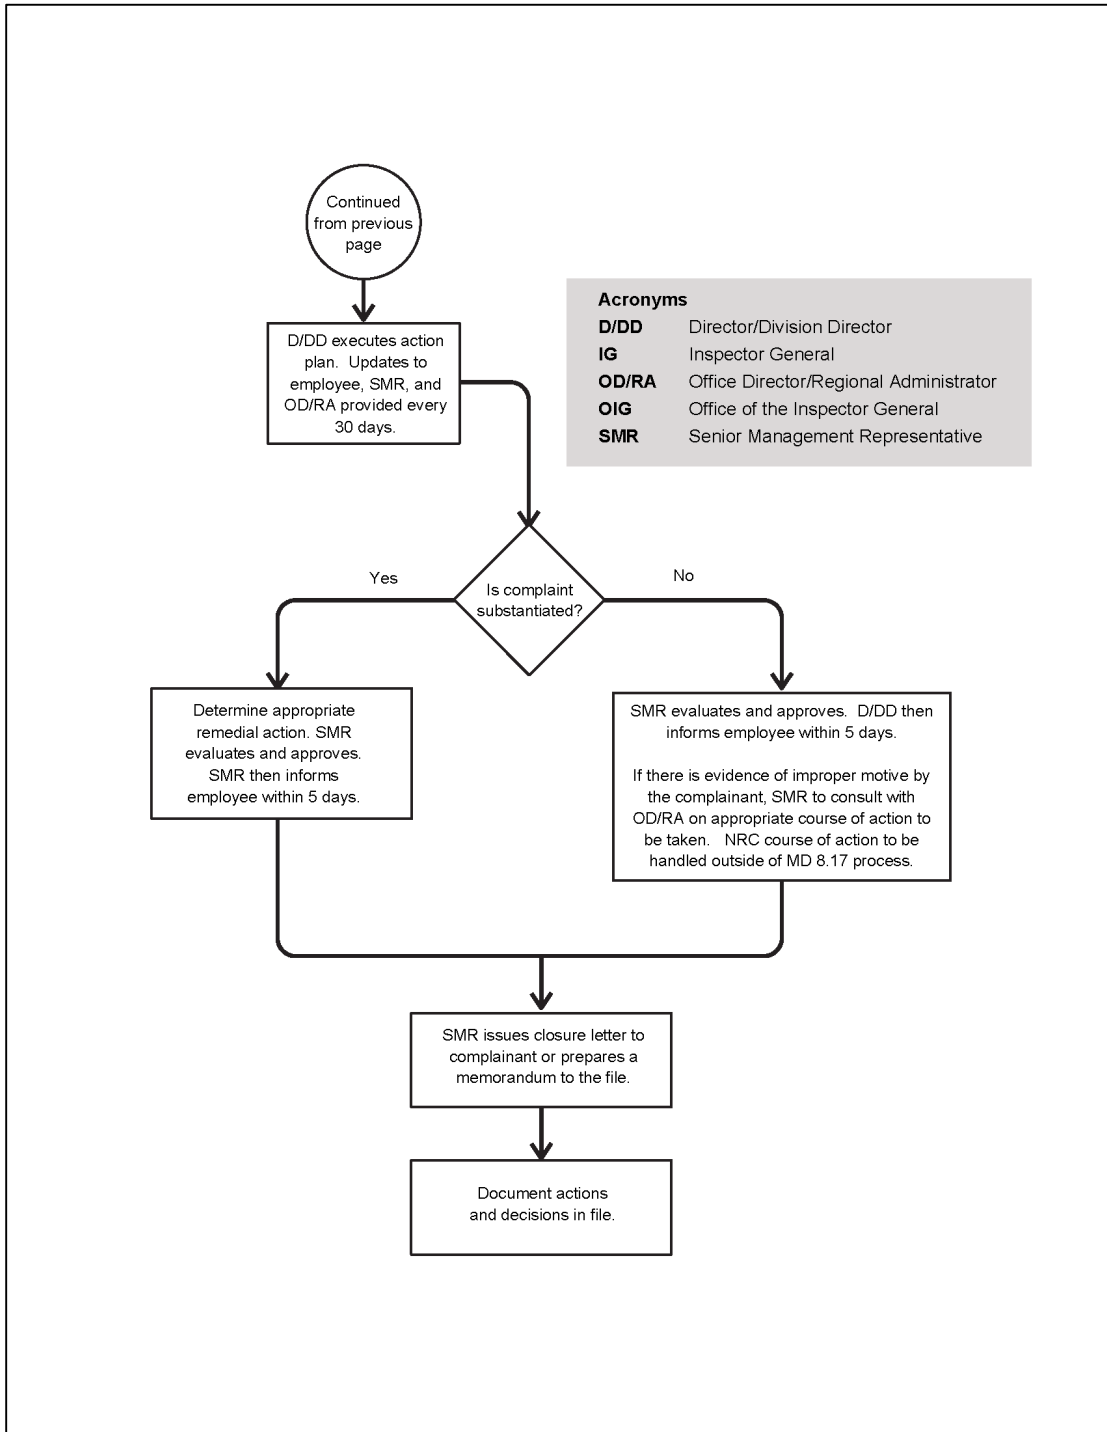 Continued
from previous
page
Acronyms
D/DD Director/Division Director
IG Inspector General
OD/RA Office Director/Regional Administrator
OIG Office of the Inspector General
SMR Senior Management Representative
D/DD executes action
plan. Updates to
employee, SMR, and
OD/RA provided every
30 days.
Is complaint
substantiated?
Yes
No
Determine appropriate
remedial action. SMR
evaluates and approves.
SMR then informs
employee within 5 days.
SMR evaluates and approves. D/DD then
informs employee within 5 days.
If there is evidence of improper motive by
the complainant, SMR to consult with
OD/RA on appropriate course of action to
be taken. NRC course of action to be
handled outside of MD 8.17 process.
SMR issues closure letter to
complainant or prepares a
memorandum to the file.
Document actions
and decisions in file.